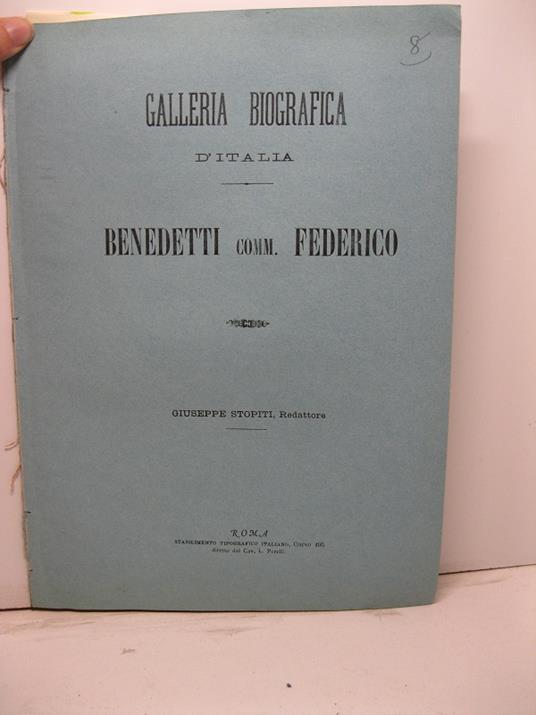 8
GALLERIA BIOGRAFICA
D'ITALIA
BENEDETTI COMM. FEDERICO
GIUSEPPE STOPITI, Redattore
ROMA
STABILIMENTO TIPOGRAFICO ITALIANO, Corso
diretto dal Cav. L. Perelli